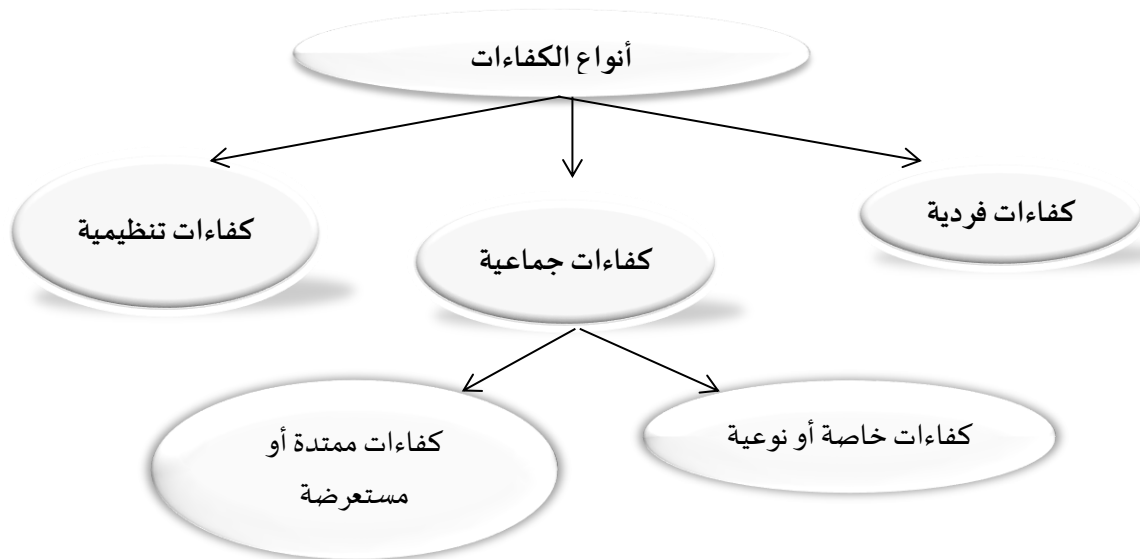 أنواع الكفاءات
كفاءات فردية
كفاءات جماعية
كفاءات تنظيمية
كفاءات خاصة أو نوعية
كفاءات ممتدة أو
مستعرضة